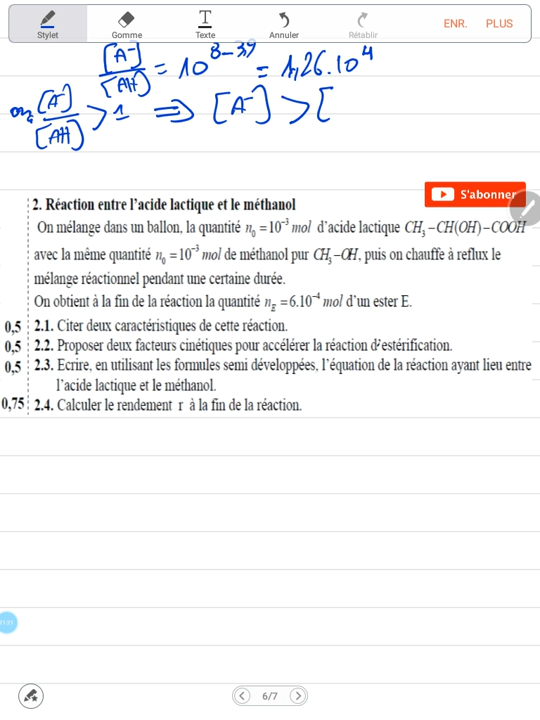 Stylet Gomme Texte Annuler Rétablir ENR. PLUS
[A⁻]/[AH] = 10^(8-3,9) = 1,26.10⁴
on a [A⁻]/[AH] > 1 ⇒ [A⁻] > [
S'abonner
2. Réaction entre l'acide lactique et le méthanol
On mélange dans un ballon, la quantité n₀ = 10⁻³ mol d'acide lactique CH₃ – CH(OH) – COOH
avec la même quantité n₀ = 10⁻³ mol de méthanol pur CH₃ – OH, puis on chauffe à reflux le
mélange réactionnel pendant une certaine durée.
On obtient à la fin de la réaction la quantité n_E = 6.10⁻⁴ mol d'un ester E.
0,5 2.1. Citer deux caractéristiques de cette réaction.
0,5 2.2. Proposer deux facteurs cinétiques pour accélérer la réaction d'estérification.
0,5 2.3. Ecrire, en utilisant les formules semi développées, l'équation de la réaction ayant lieu entre
l'acide lactique et le méthanol.
0,75 2.4. Calculer le rendement r à la fin de la réaction.
6/7